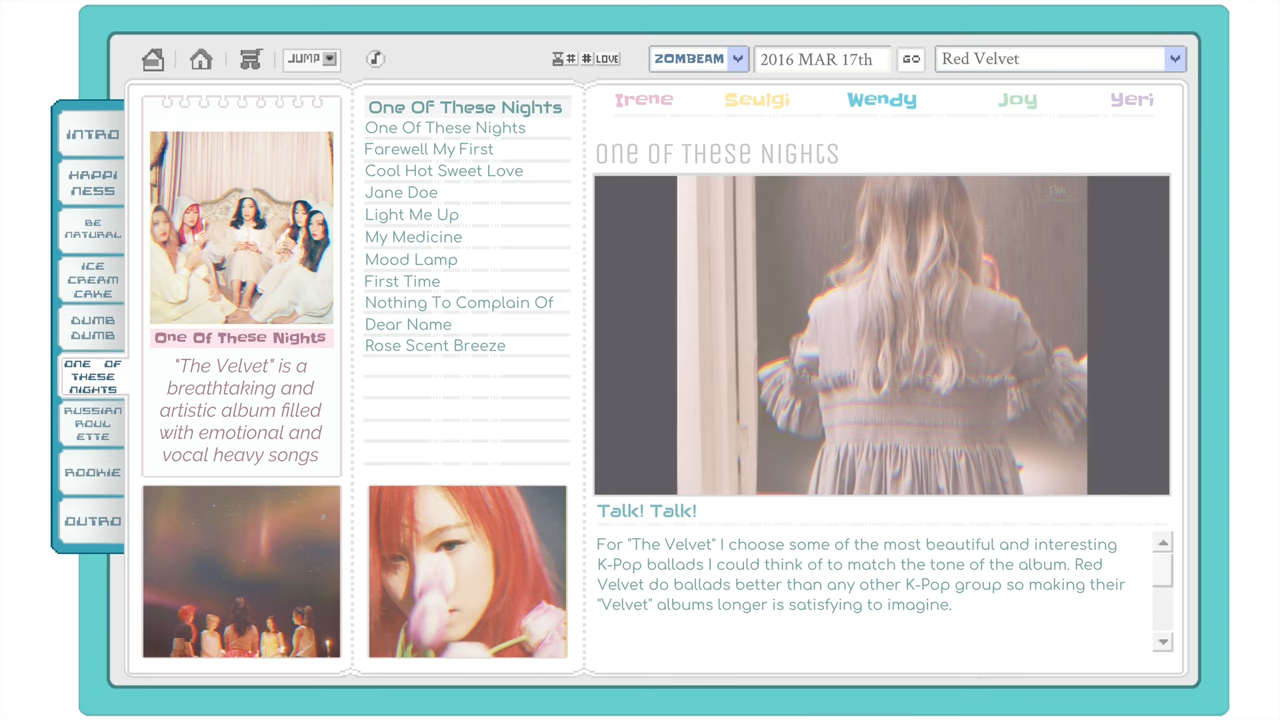 JUMP
# # LOVE
ZOMBEAM
2016 MAR 17th
GO
Red Velvet
INTRO
HAPPI
NESS
BE
NATURAL
ICE
CREAM
CAKE
DUMB
DUMB
ONE OF
THESE
NIGHTS
RUSSIAN
ROUL
ETTE
ROOKIE
OUTRO
One Of These Nights
"The Velvet" is a
breathtaking and
artistic album filled
with emotional and
vocal heavy songs
One Of These Nights
One Of These Nights
Farewell My First
Cool Hot Sweet Love
Jane Doe
Light Me Up
My Medicine
Mood Lamp
First Time
Nothing To Complain Of
Dear Name
Rose Scent Breeze
Irene Seulgi Wendy Joy Yeri
One Of These Nights
Talk! Talk!
For "The Velvet" I choose some of the most beautiful and interesting
K-Pop ballads I could think of to match the tone of the album. Red
Velvet do ballads better than any other K-Pop group so making their
"Velvet" albums longer is satisfying to imagine.